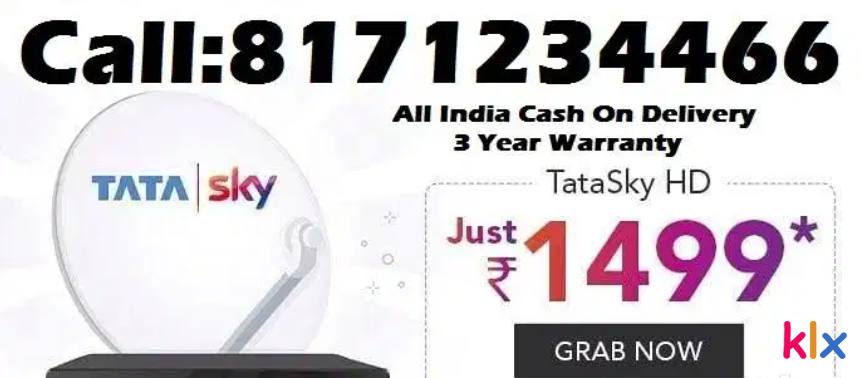 Call:8171234466
All India Cash On Delivery
3 Year Warranty
TATA sky
TataSky HD
Just
₹1499*
GRAB NOW
klx